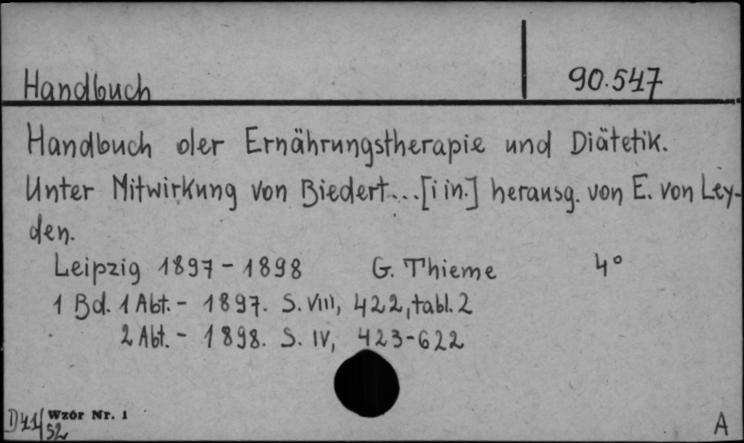 Handbuch 90.547
Handbuch der Ernährungstherapie und Diätetik.
Unter Mitwirkung von Biedert...[i in.] herausg. von E. von Ley-
den.
Leipzig 1897-1898 G. Thieme 4°
1 Bd. 1 Abt. - 1897. S. VIII, 422, tabl. 2
2 Abt. - 1898. S. IV, 423-622
D41/52 Wzór Nr. 1 A